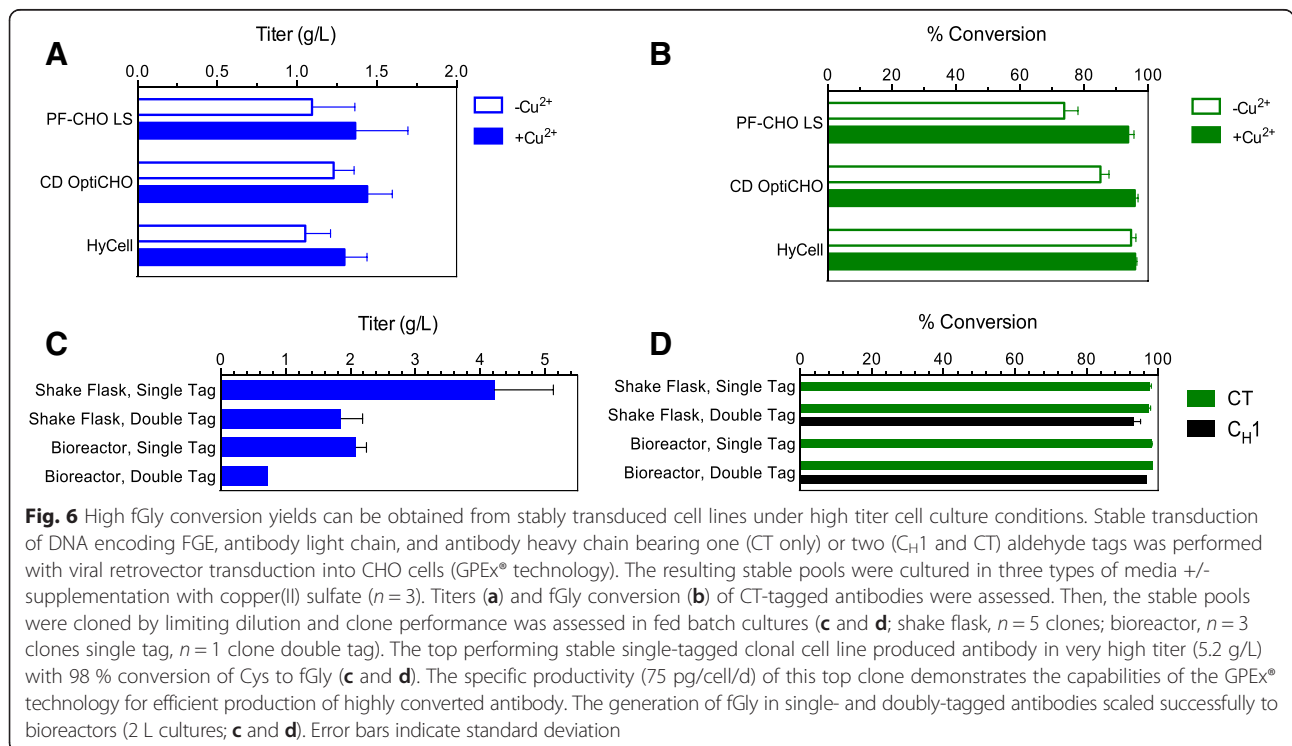 A
Titer (g/L)
0.0 0.5 1.0 1.5 2.0
PF-CHO LS
CD OptiCHO
HyCell
-Cu²⁺
+Cu²⁺
B
% Conversion
0 20 40 60 80 100
PF-CHO LS
CD OptiCHO
HyCell
-Cu²⁺
+Cu²⁺
C
Titer (g/L)
0 1 2 3 4 5
Shake Flask, Single Tag
Shake Flask, Double Tag
Bioreactor, Single Tag
Bioreactor, Double Tag
D
% Conversion
0 20 40 60 80 100
Shake Flask, Single Tag
Shake Flask, Double Tag
Bioreactor, Single Tag
Bioreactor, Double Tag
CT
C_H1
Fig. 6 High fGly conversion yields can be obtained from stably transduced cell lines under high titer cell culture conditions. Stable transduction
of DNA encoding FGE, antibody light chain, and antibody heavy chain bearing one (CT only) or two (C_H1 and CT) aldehyde tags was performed
with viral retrovector transduction into CHO cells (GPEx® technology). The resulting stable pools were cultured in three types of media +/-
supplementation with copper(II) sulfate (n = 3). Titers (a) and fGly conversion (b) of CT-tagged antibodies were assessed. Then, the stable pools
were cloned by limiting dilution and clone performance was assessed in fed batch cultures (c and d; shake flask, n = 5 clones; bioreactor, n = 3
clones single tag, n = 1 clone double tag). The top performing stable single-tagged clonal cell line produced antibody in very high titer (5.2 g/L)
with 98 % conversion of Cys to fGly (c and d). The specific productivity (75 pg/cell/d) of this top clone demonstrates the capabilities of the GPEx®
technology for efficient production of highly converted antibody. The generation of fGly in single- and doubly-tagged antibodies scaled successfully to
bioreactors (2 L cultures; c and d). Error bars indicate standard deviation